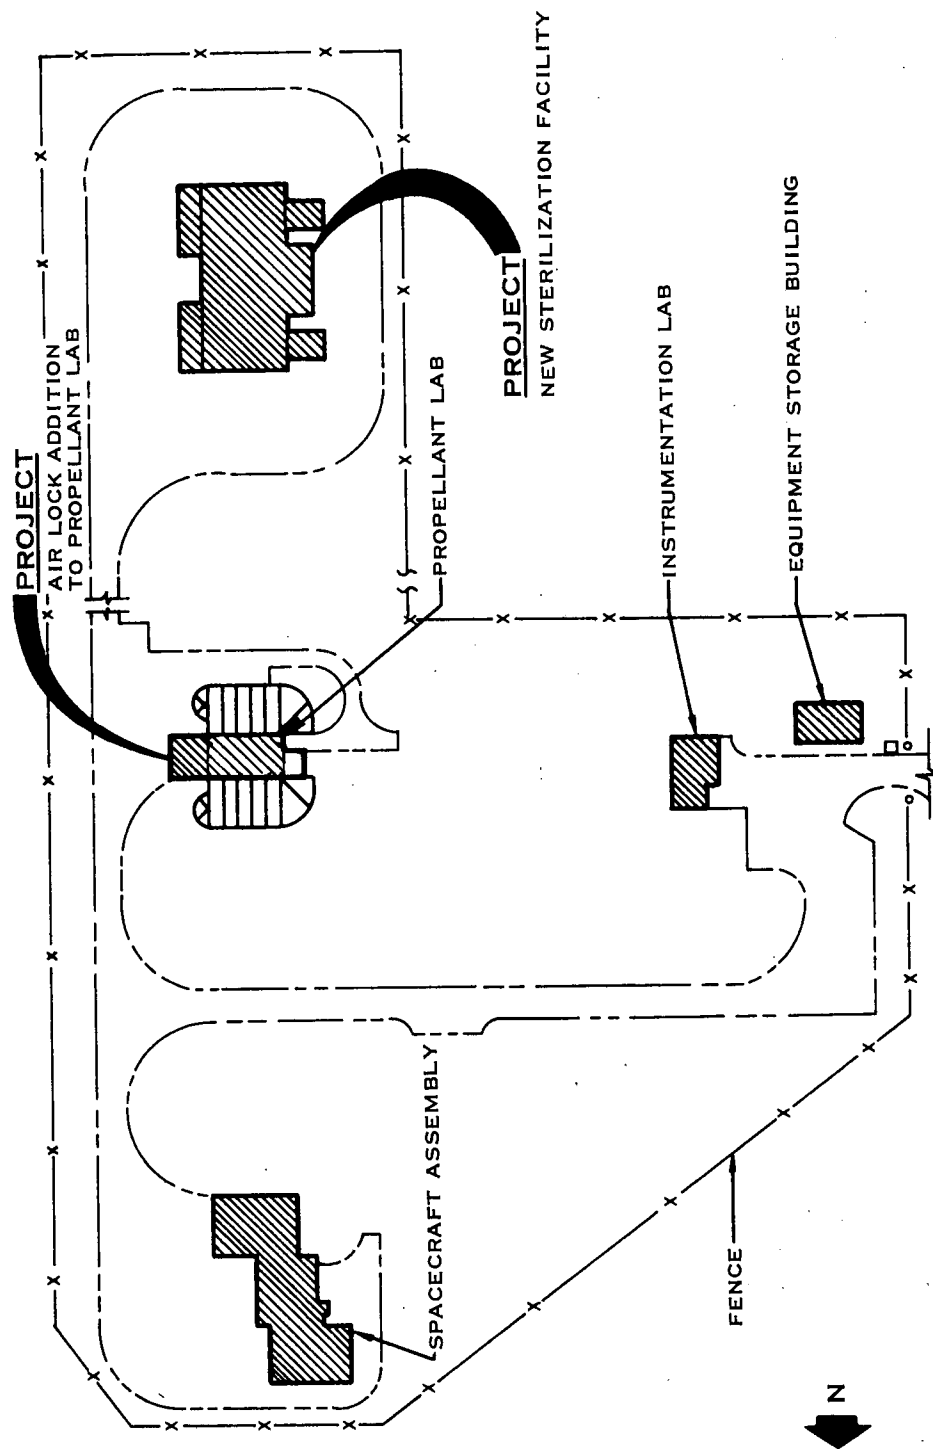 PROJECT
AIR LOCK ADDITION
TO PROPELLANT LAB
PROJECT
NEW STERILIZATION FACILITY
PROPELLANT LAB
INSTRUMENTATION LAB
EQUIPMENT STORAGE BUILDING
SPACECRAFT ASSEMBLY
FENCE
N